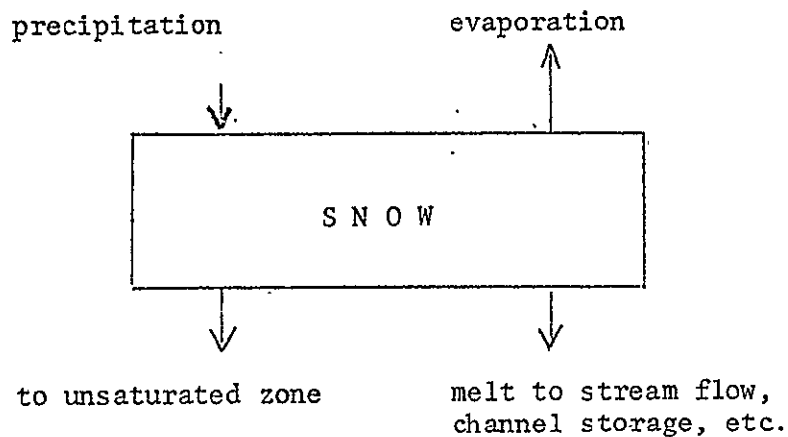 precipitation
evaporation
S N O W
to unsaturated zone
melt to stream flow,
channel storage, etc.